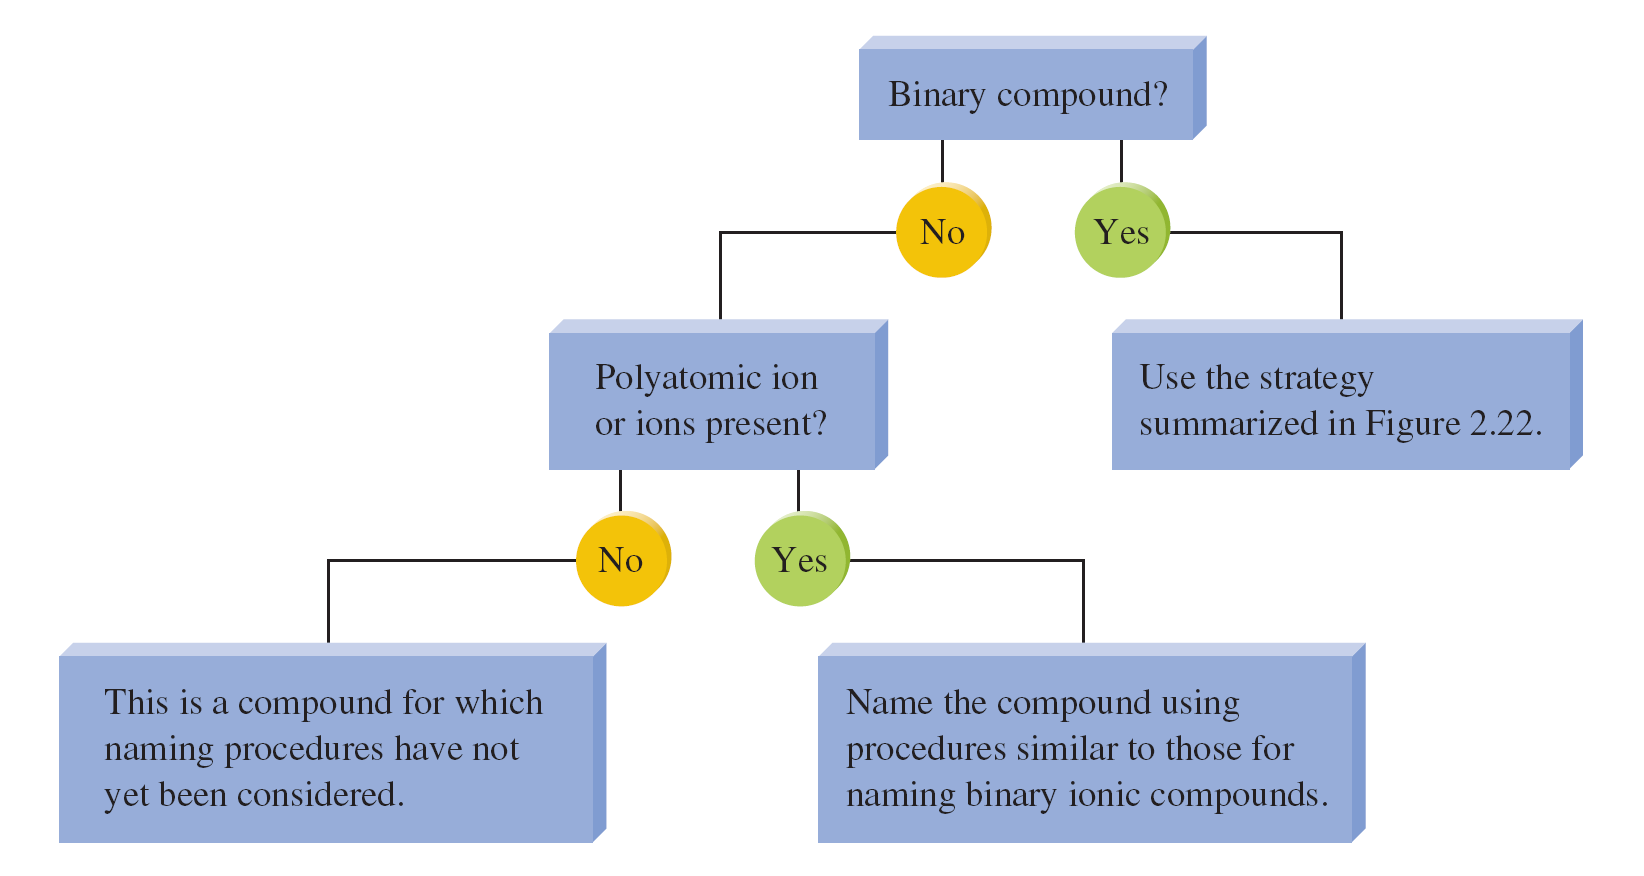 Binary compound?
No
Yes
Polyatomic ion
or ions present?
Use the strategy
summarized in Figure 2.22.
No
Yes
This is a compound for which
naming procedures have not
yet been considered.
Name the compound using
procedures similar to those for
naming binary ionic compounds.